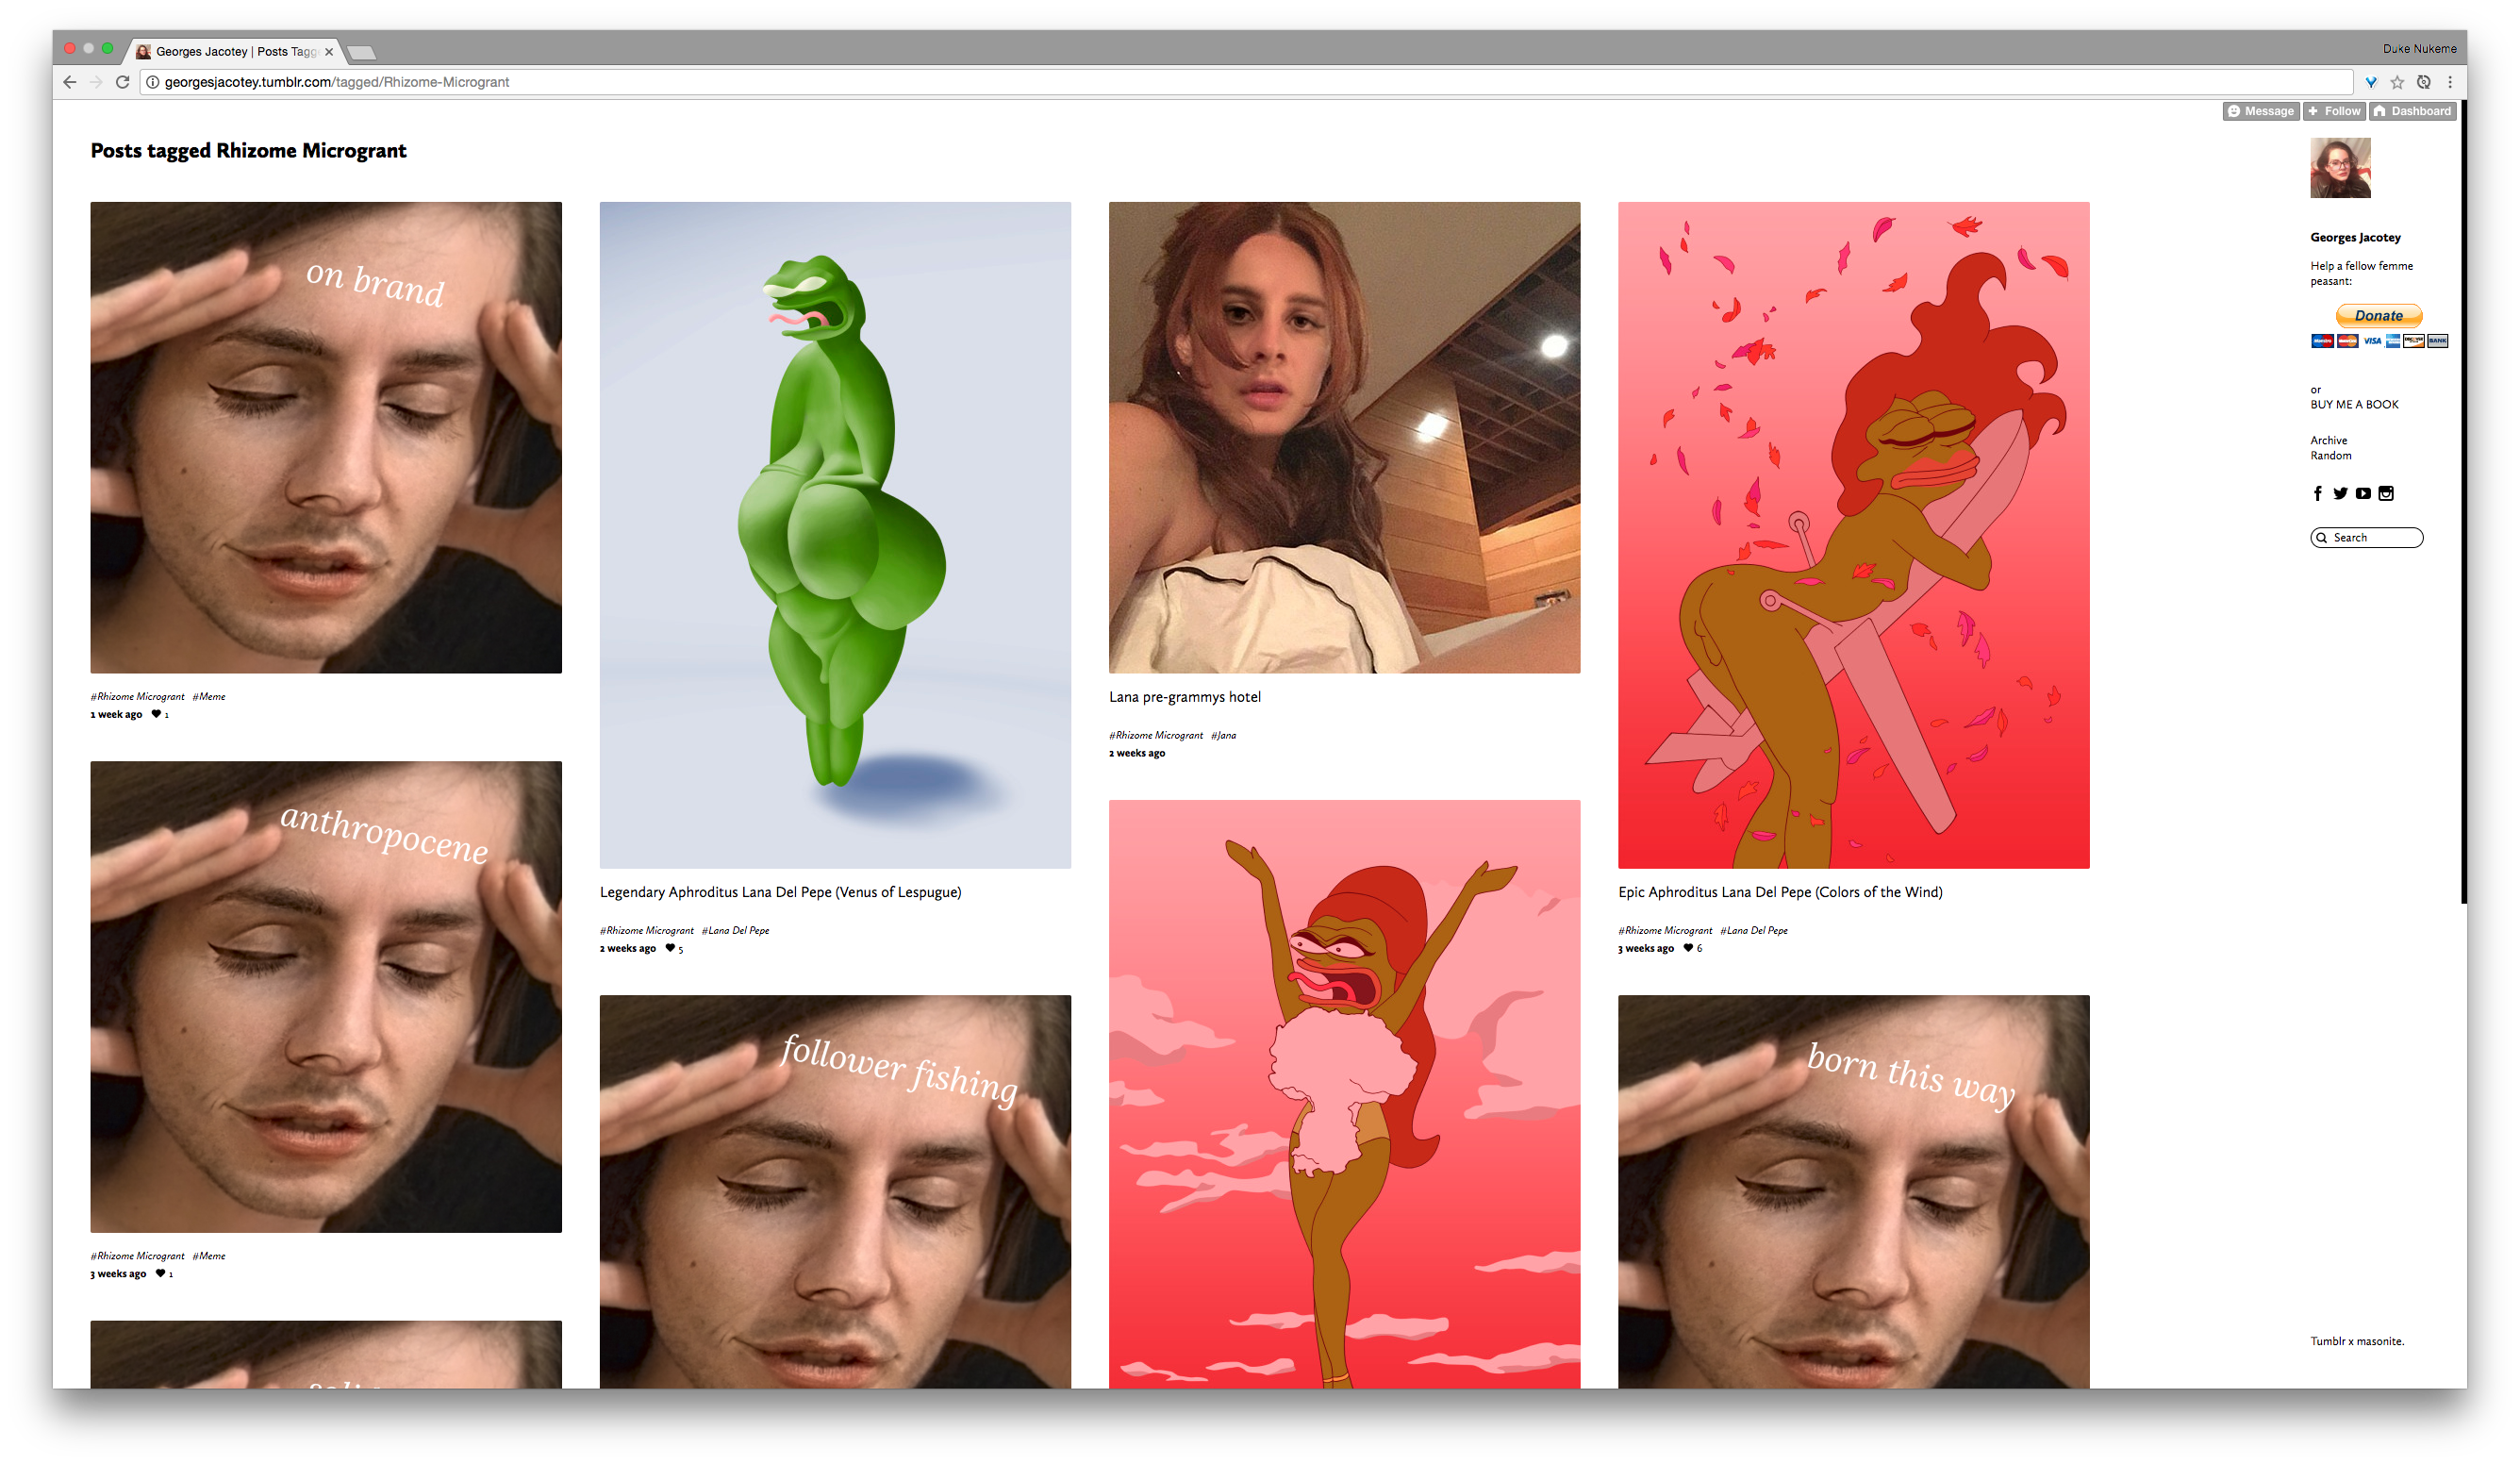 Georges Jacotey | Posts Tagg
Duke Nukeme
georgesjacotey.tumblr.com/tagged/Rhizome-Microgrant
Message
Follow
Dashboard
Posts tagged Rhizome Microgrant
on brand
#Rhizome Microgrant #Meme
1 week ago 1
anthropocene
#Rhizome Microgrant #Meme
3 weeks ago 1
Legendary Aphroditus Lana Del Pepe (Venus of Lespugue)
#Rhizome Microgrant #Lana Del Pepe
2 weeks ago 5
follower fishing
Lana pre-grammys hotel
#Rhizome Microgrant #Jana
2 weeks ago
Epic Aphroditus Lana Del Pepe (Colors of the Wind)
#Rhizome Microgrant #Lana Del Pepe
3 weeks ago 6
born this way
Georges Jacotey
Help a fellow femme
peasant:
Donate
VISA
BANK
or
BUY ME A BOOK
Archive
Random
Search
Tumblr x masonite.